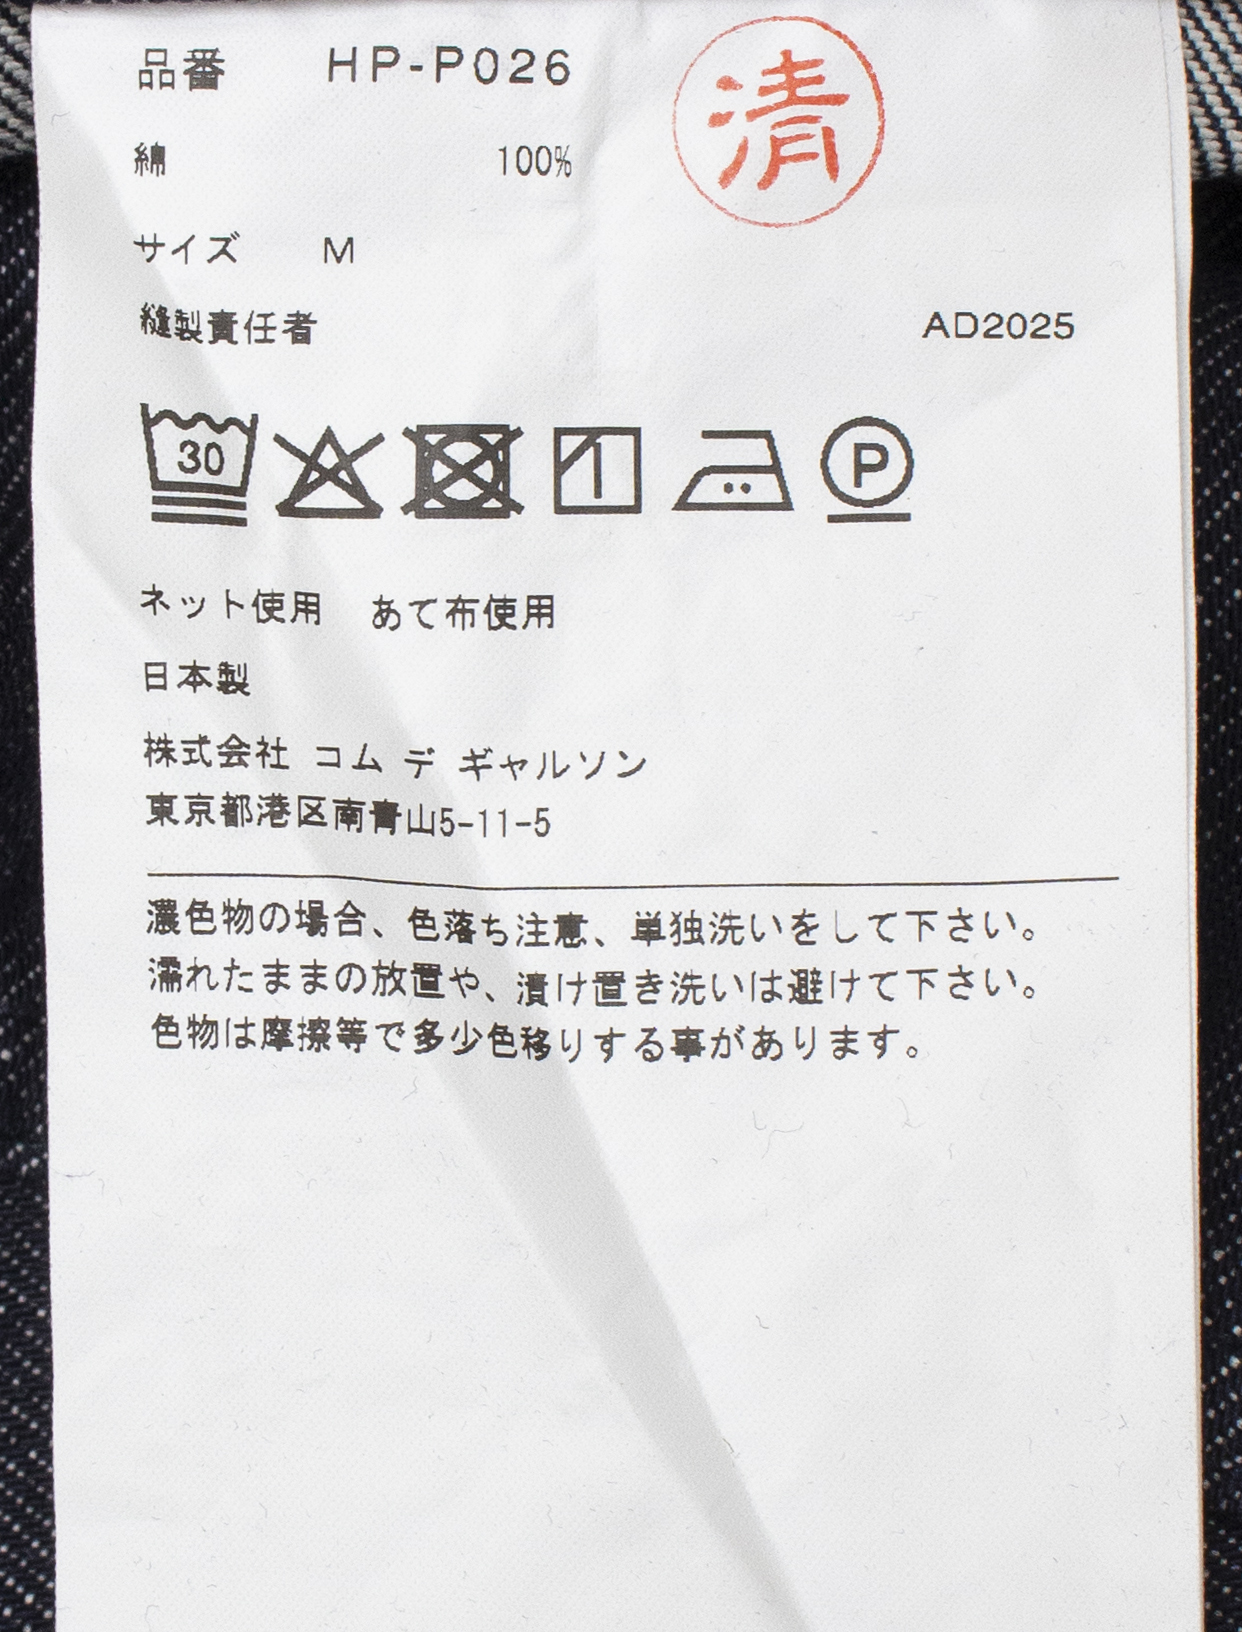 品番 HP-P026
清
綿 100%
サイズ M
縫製責任者 AD2025
30 P
ネット使用 あて布使用
日本製
株式会社 コム デ ギャルソン
東京都港区南青山5-11-5
濃色物の場合、色落ち注意、単独洗いをして下さい。
濡れたままの放置や、漬け置き洗いは避けて下さい。
色物は摩擦等で多少色移りする事があります。